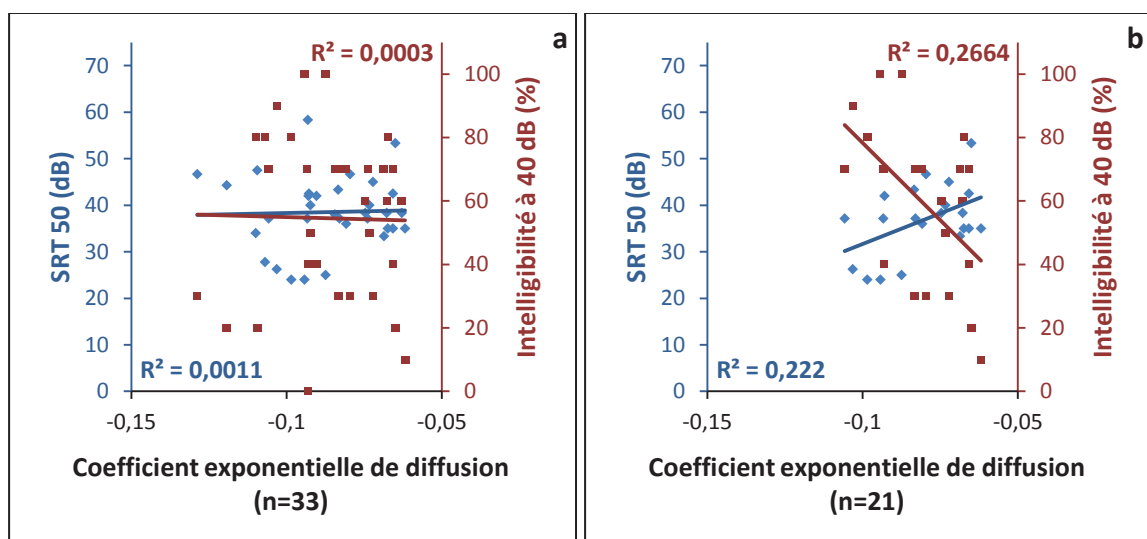 a
R² = 0,0003
70
60
50
40
30
20
10
0
SRT 50 (dB)
100
80
60
40
20
0
Intelligibilité à 40 dB (%)
R² = 0,0011
-0,15
-0,1
-0,05
Coefficient exponentielle de diffusion
(n=33)
b
R² = 0,2664
70
60
50
40
30
20
10
0
SRT 50 (dB)
100
80
60
40
20
0
Intelligibilité à 40 dB (%)
R² = 0,222
-0,15
-0,1
-0,05
Coefficient exponentielle de diffusion
(n=21)